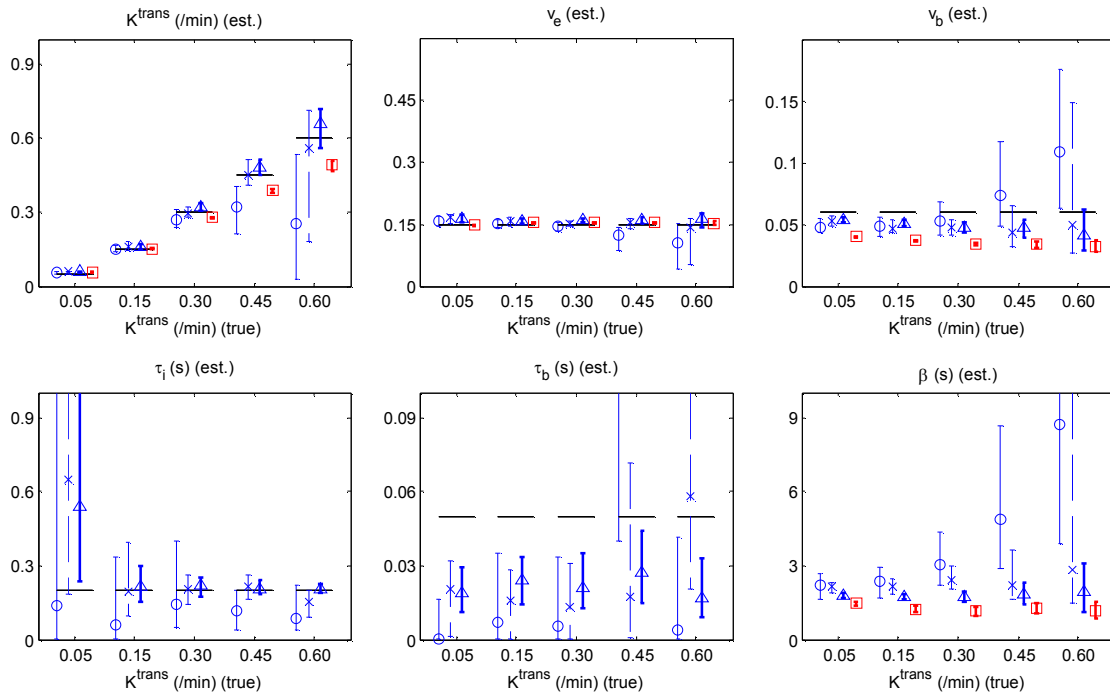 K^trans (/min) (est.)
v_e (est.)
v_b (est.)
0.9
0.6
0.3
0
0.45
0.3
0.15
0
0.15
0.1
0.05
0
0.05 0.15 0.30 0.45 0.60
0.05 0.15 0.30 0.45 0.60
0.05 0.15 0.30 0.45 0.60
K^trans (/min) (true)
K^trans (/min) (true)
K^trans (/min) (true)
τ_i (s) (est.)
τ_b (s) (est.)
β (s) (est.)
0.9
0.6
0.3
0
0.09
0.06
0.03
0
9
6
3
0
0.05 0.15 0.30 0.45 0.60
0.05 0.15 0.30 0.45 0.60
0.05 0.15 0.30 0.45 0.60
K^trans (/min) (true)
K^trans (/min) (true)
K^trans (/min) (true)